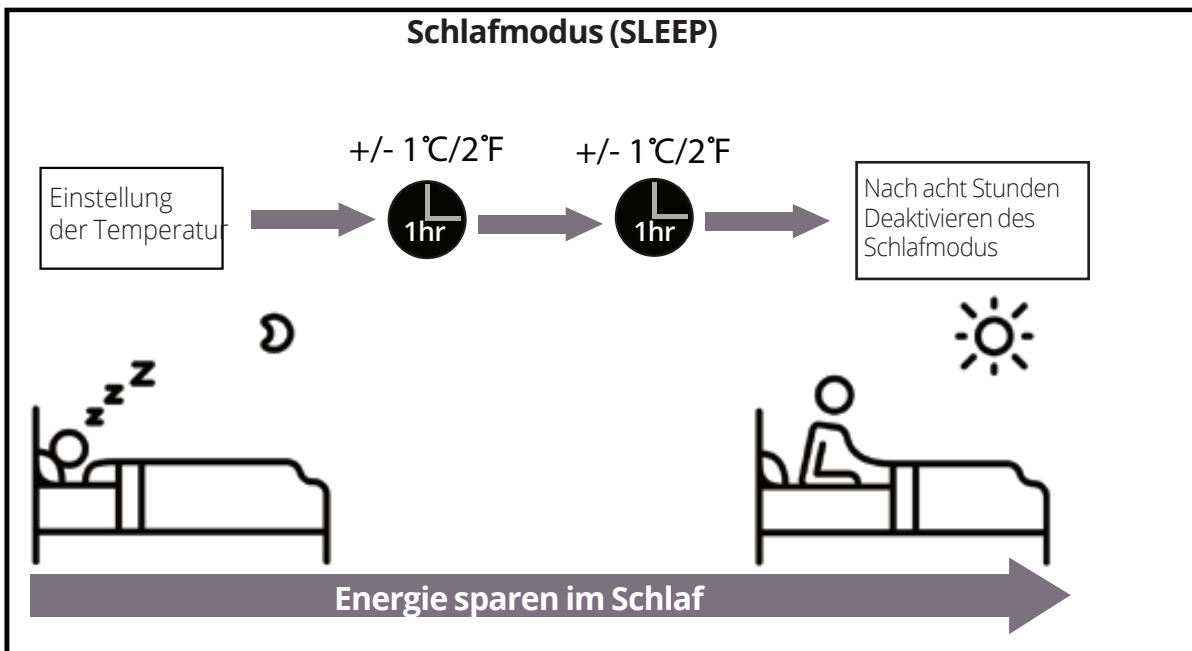 Schlafmodus (SLEEP)
+/- 1℃/2℉
+/- 1℃/2℉
Einstellung
der Temperatur
1hr
1hr
Nach acht Stunden
Deaktivieren des
Schlafmodus
z z Z
Energie sparen im Schlaf